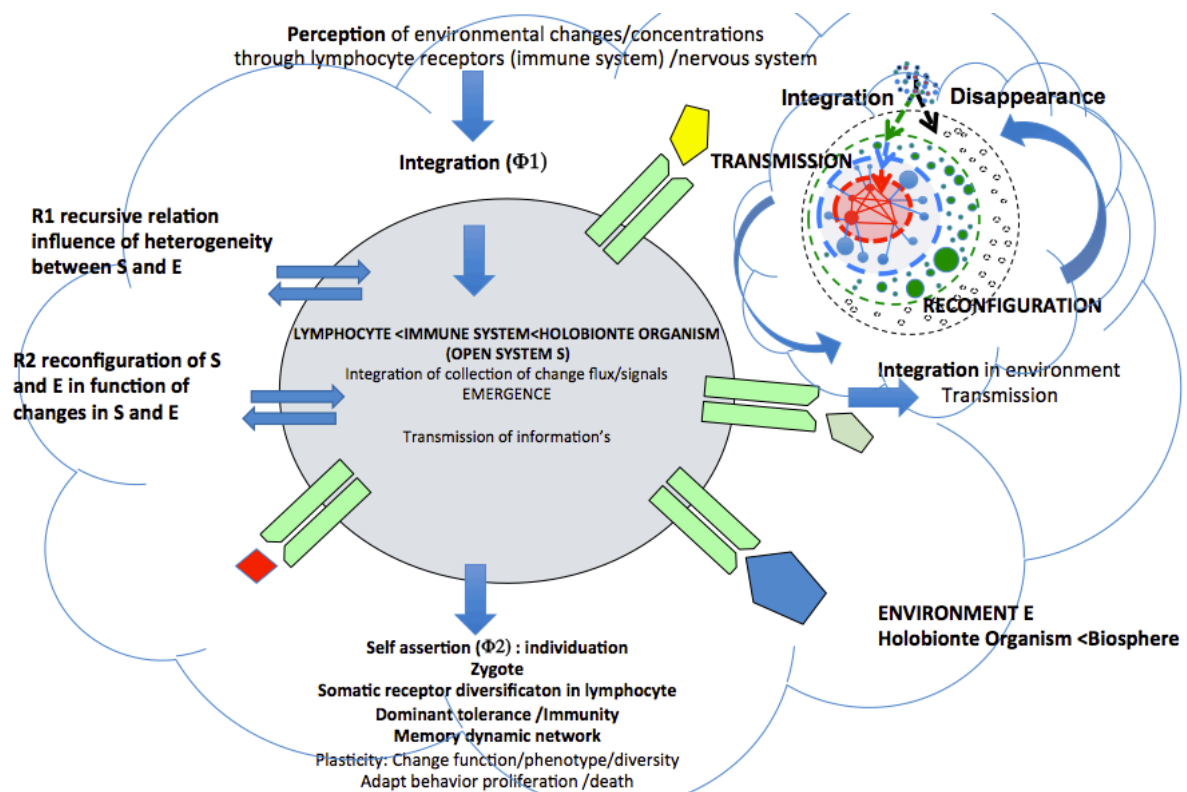 Perception of environmental changes/concentrations
through lymphocyte receptors (immune system) /nervous system
Integration (Φ1)
Integration
Disappearance
TRANSMISSION
RECONFIGURATION
R1 recursive relation
influence of heterogeneity
between S and E
R2 reconfiguration of S
and E in function of
changes in S and E
LYMPHOCYTE <IMMUNE SYSTEM<HOLOBIONTE ORGANISM
(OPEN SYSTEM S)
Integration of collection of change flux/signals
EMERGENCE
Transmission of information's
Integration in environment
Transmission
ENVIRONMENT E
Holobionte Organism <Biosphere
Self assertion (Φ2) : individuation
Zygote
Somatic receptor diversificaton in lymphocyte
Dominant tolerance /Immunity
Memory dynamic network
Plasticity: Change function/phenotype/diversity
Adapt behavior proliferation /death